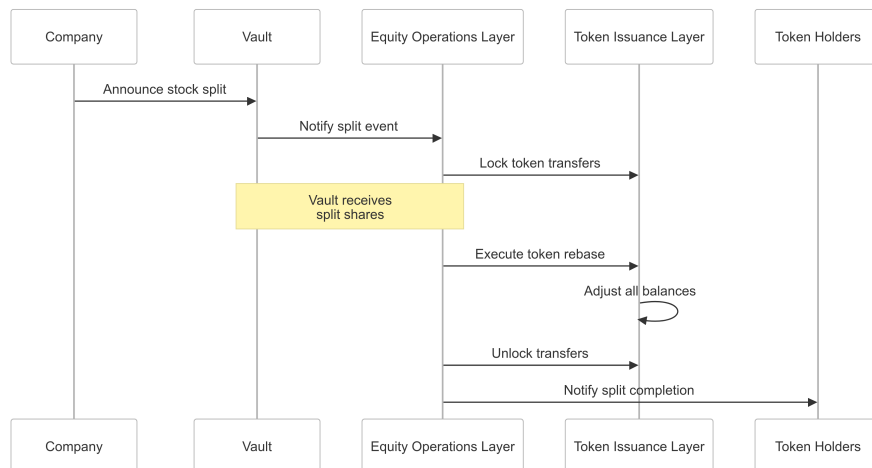 Company
Vault
Equity Operations Layer
Token Issuance Layer
Token Holders
Announce stock split
Notify split event
Lock token transfers
Vault receives
split shares
Execute token rebase
Adjust all balances
Unlock transfers
Notify split completion
Company
Vault
Equity Operations Layer
Token Issuance Layer
Token Holders